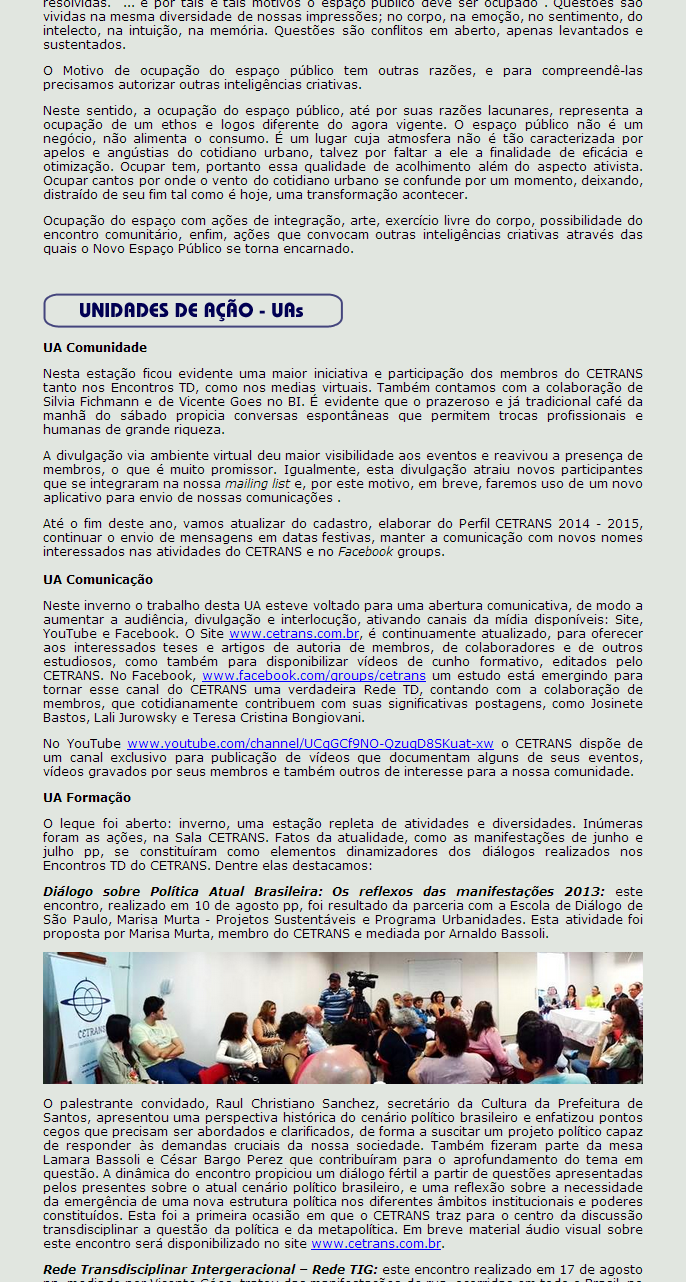 resolvidas. "... e por tais e tais motivos o espaço público deve ser ocupado". Questões são
vividas na mesma diversidade de nossas impressões; no corpo, na emoção, no sentimento, do
intelecto, na intuição, na memória. Questões são conflitos em aberto, apenas levantados e
sustentados.
O Motivo de ocupação do espaço público tem outras razões, e para compreendê-las
precisamos autorizar outras inteligências criativas.
Neste sentido, a ocupação do espaço público, até por suas razões lacunares, representa a
ocupação de um ethos e logos diferente do agora vigente. O espaço público não é um
negócio, não alimenta o consumo. É um lugar cuja atmosfera não é tão caracterizada por
apelos e angústias do cotidiano urbano, talvez por faltar a ele a finalidade de eficácia e
otimização. Ocupar tem, portanto essa qualidade de acolhimento além do aspecto ativista.
Ocupar cantos por onde o vento do cotidiano urbano se confunde por um momento, deixando,
distraído de seu fim tal como é hoje, uma transformação acontecer.
Ocupação do espaço com ações de integração, arte, exercício livre do corpo, possibilidade do
encontro comunitário, enfim, ações que convocam outras inteligências criativas através das
quais o Novo Espaço Público se torna encarnado.
UNIDADES DE AÇÃO - UAs
UA Comunidade
Nesta estação ficou evidente uma maior iniciativa e participação dos membros do CETRANS
tanto nos Encontros TD, como nos medias virtuais. Também contamos com a colaboração de
Silvia Fichmann e de Vicente Goes no BI. É evidente que o prazeroso e já tradicional café da
manhã do sábado propicia conversas espontâneas que permitem trocas profissionais e
humanas de grande riqueza.
A divulgação via ambiente virtual deu maior visibilidade aos eventos e reavivou a presença de
membros, o que é muito promissor. Igualmente, esta divulgação atraiu novos participantes
que se integraram na nossa mailing list e, por este motivo, em breve, faremos uso de um novo
aplicativo para envio de nossas comunicações .
Até o fim deste ano, vamos atualizar do cadastro, elaborar do Perfil CETRANS 2014 - 2015,
continuar o envio de mensagens em datas festivas, manter a comunicação com novos nomes
interessados nas atividades do CETRANS e no Facebook groups.
UA Comunicação
Neste inverno o trabalho desta UA esteve voltado para uma abertura comunicativa, de modo a
aumentar a audiência, divulgação e interlocução, ativando canais da mídia disponíveis: Site,
YouTube e Facebook. O Site www.cetrans.com.br, é continuamente atualizado, para oferecer
aos interessados teses e artigos de autoria de membros, de colaboradores e de outros
estudiosos, como também para disponibilizar vídeos de cunho formativo, editados pelo
CETRANS. No Facebook, www.facebook.com/groups/cetrans um estudo está emergindo para
tornar esse canal do CETRANS uma verdadeira Rede TD, contando com a colaboração de
membros, que cotidianamente contribuem com suas significativas postagens, como Josinete
Bastos, Lali Jurowsky e Teresa Cristina Bongiovani.
No YouTube www.youtube.com/channel/UCqGCf9NO-QzuqD8SKuat-xw o CETRANS dispõe de
um canal exclusivo para publicação de vídeos que documentam alguns de seus eventos,
vídeos gravados por seus membros e também outros de interesse para a nossa comunidade.
UA Formação
O leque foi aberto: inverno, uma estação repleta de atividades e diversidades. Inúmeras
foram as ações, na Sala CETRANS. Fatos da atualidade, como as manifestações de junho e
julho pp, se constituíram como elementos dinamizadores dos diálogos realizados nos
Encontros TD do CETRANS. Dentre elas destacamos:
Diálogo sobre Política Atual Brasileira: Os reflexos das manifestações 2013: este
encontro, realizado em 10 de agosto pp, foi resultado da parceria com a Escola de Diálogo de
São Paulo, Marisa Murta - Projetos Sustentáveis e Programa Urbanidades. Esta atividade foi
proposta por Marisa Murta, membro do CETRANS e mediada por Arnaldo Bassoli.
CETRANS
O palestrante convidado, Raul Christiano Sanchez, secretário da Cultura da Prefeitura de
Santos, apresentou uma perspectiva histórica do cenário político brasileiro e enfatizou pontos
cegos que precisam ser abordados e clarificados, de forma a suscitar um projeto político capaz
de responder às demandas cruciais da nossa sociedade. Também fizeram parte da mesa
Lamara Bassoli e César Bargo Perez que contribuíram para o aprofundamento do tema em
questão. A dinâmica do encontro propiciou um diálogo fértil a partir de questões apresentadas
pelos presentes sobre o atual cenário político brasileiro, e uma reflexão sobre a necessidade
da emergência de uma nova estrutura política nos diferentes âmbitos institucionais e poderes
constituídos. Esta foi a primeira ocasião em que o CETRANS traz para o centro da discussão
transdisciplinar a questão da política e da metapolítica. Em breve material áudio visual sobre
este encontro será disponibilizado no site www.cetrans.com.br.
Rede Transdisciplinar Intergeracional – Rede TIG: este encontro realizado em 17 de agosto